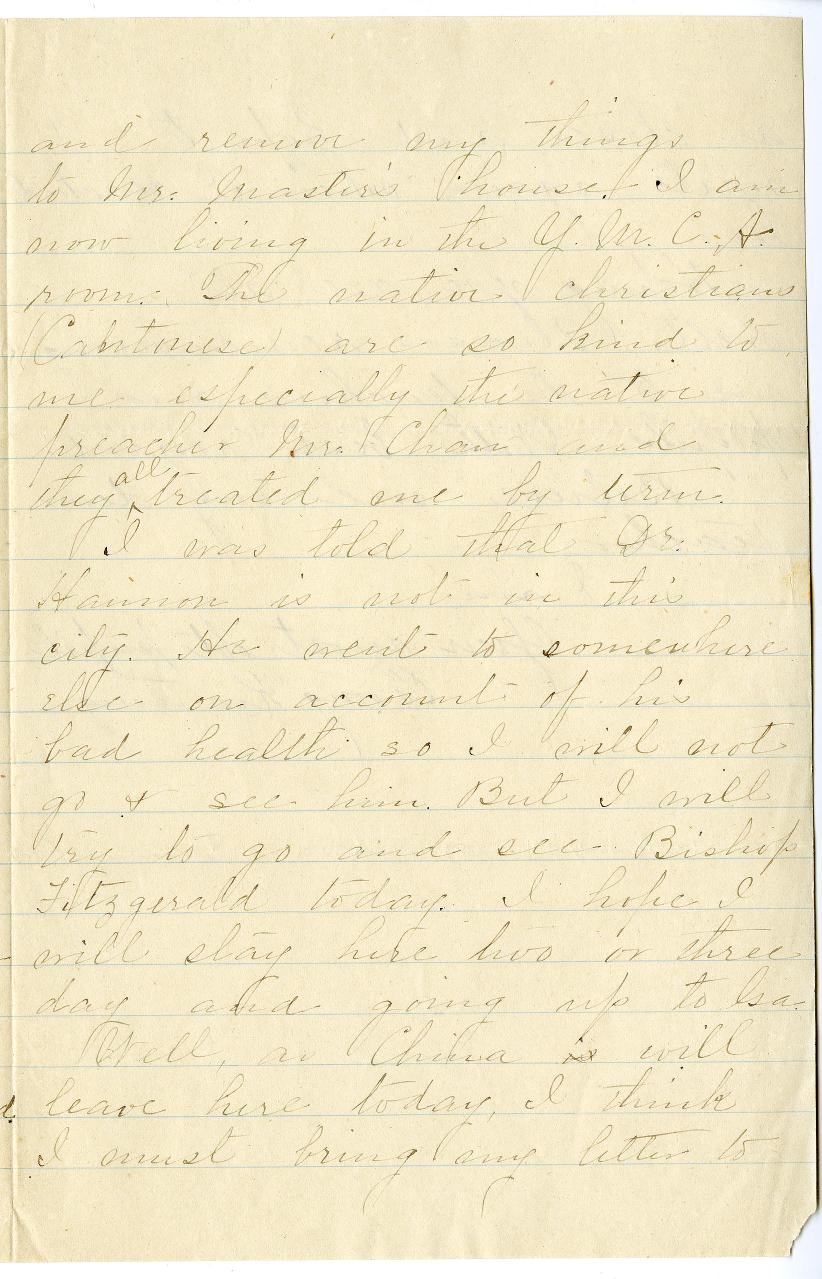 and remove my things
to Mr. Master's house. I am
now living in the Y. M. C. A.
room. The native christians
(Cantonese) are so kind to
me especially the native
preacher Mr. Chan and
they all treated me by term.
I was told that Dr.
Hannon is not in this
city. He went to somewhere
else on account of his
bad health so I will not
go & see him. But I will
try to go and see Bishop
Fitzgerald today. I hope I
will stay here two or three
day and going up to Ga.
Well, as China is will
leave here today, I think
I must bring my letter to